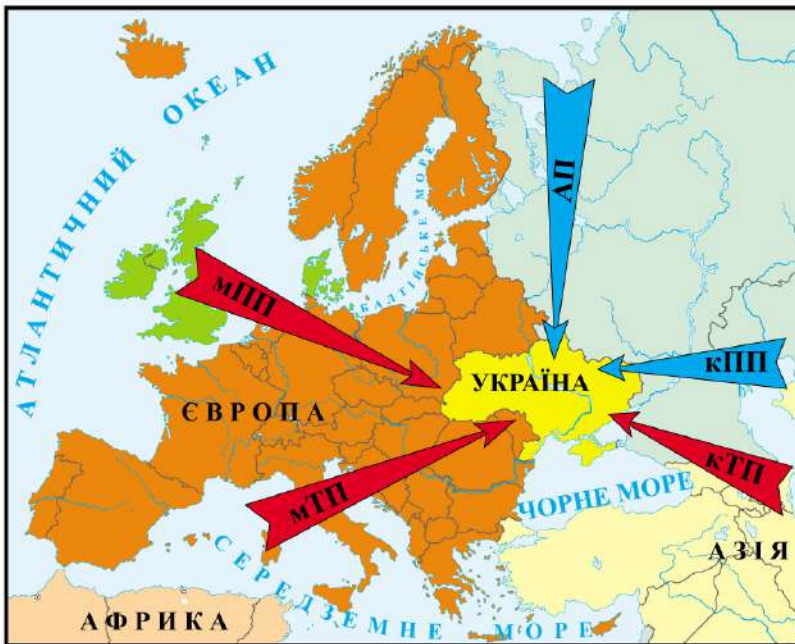 АТЛАНТИЧНИЙ ОКЕАН
БАЛТІЙСЬКЕ МОРЕ
АП
мПП
кПП
УКРАЇНА
ЄВРОПА
мТП
кТП
ЧОРНЕ МОРЕ
АЗІЯ
СЕРЕДЗЕМНЕ МОРЕ
АФРИКА